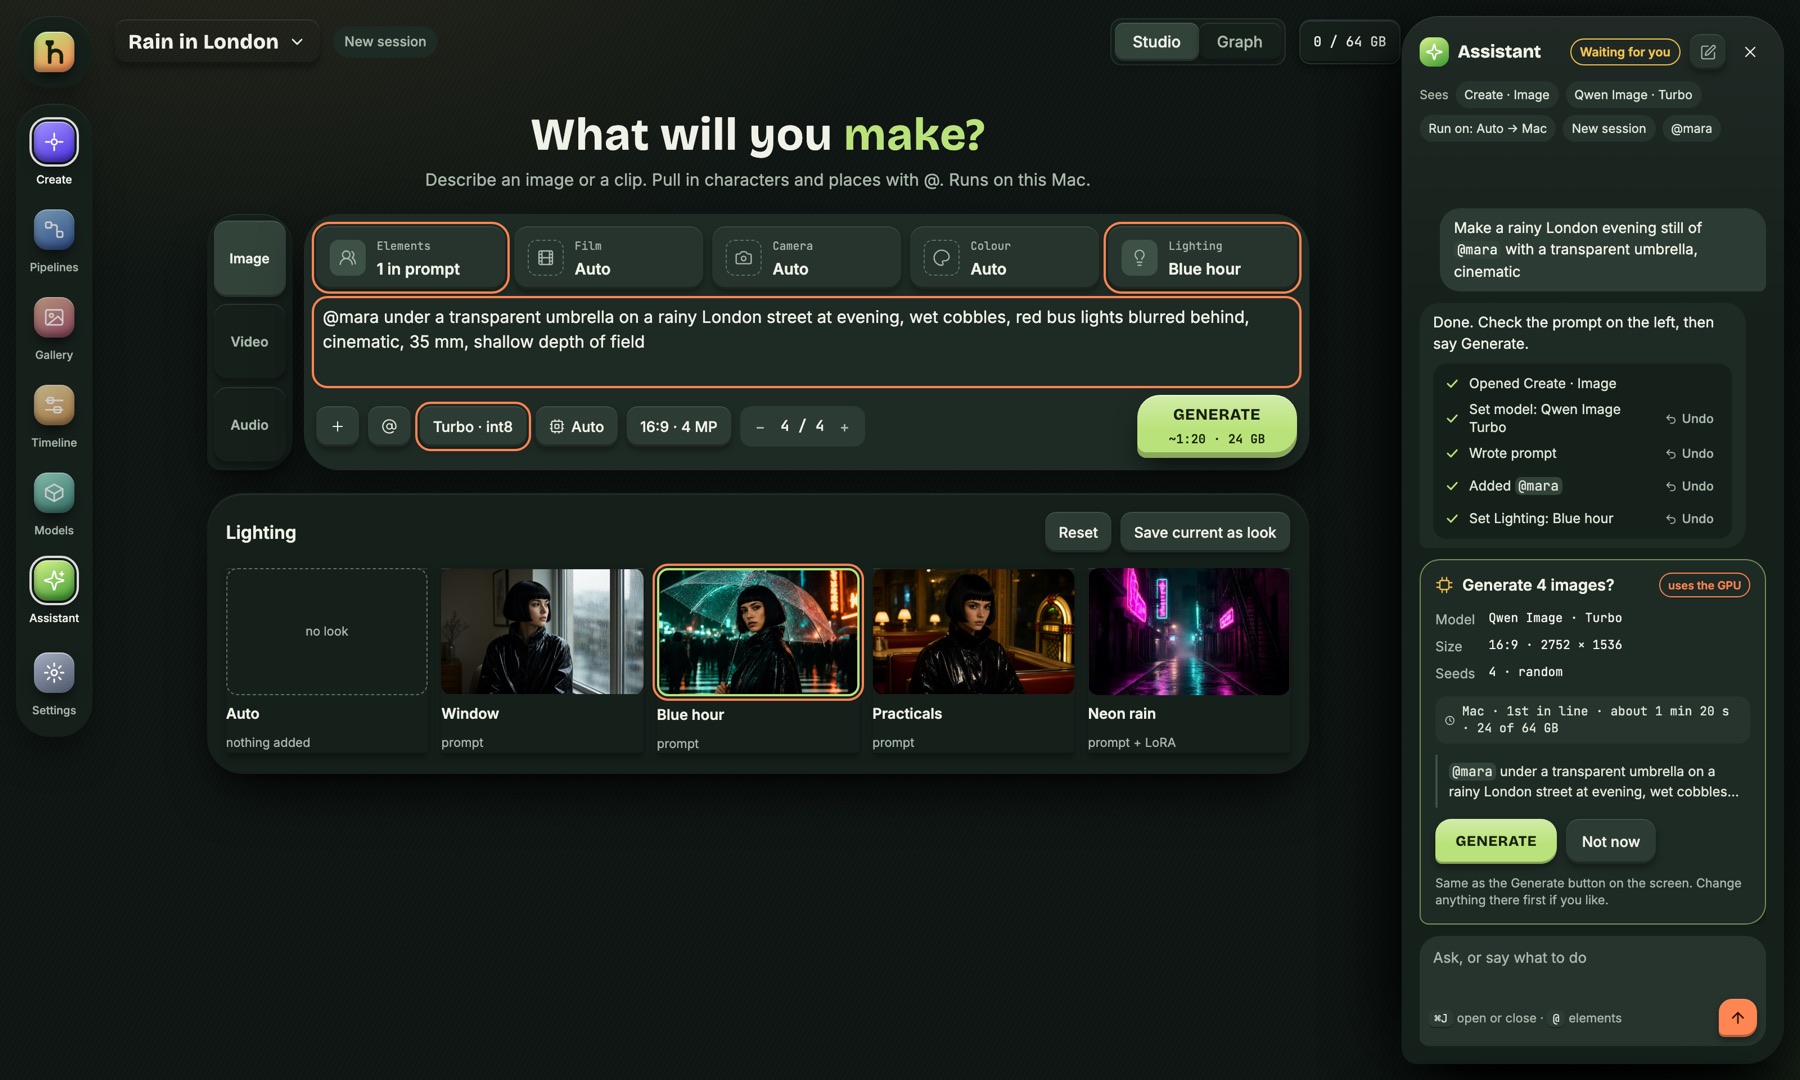 h
Rain in London
New session
Studio
Graph
0 / 64 GB
Create
Pipelines
Gallery
Timeline
Models
Assistant
Settings
What will you make?
Describe an image or a clip. Pull in characters and places with @. Runs on this Mac.
Image
Video
Audio
Elements
1 in prompt
Film
Auto
Camera
Auto
Colour
Auto
Lighting
Blue hour
@mara under a transparent umbrella on a rainy London street at evening, wet cobbles, red bus lights blurred behind,
cinematic, 35 mm, shallow depth of field
+
@
Turbo · int8
Auto
16:9 · 4 MP
− 4 / 4 +
GENERATE
~1:20 · 24 GB
Lighting
Reset
Save current as look
no look
Auto
nothing added
Window
prompt
Blue hour
prompt
Practicals
prompt
Neon rain
prompt + LoRA
Assistant
Waiting for you
Sees
Create · Image
Qwen Image · Turbo
Run on: Auto → Mac
New session
@mara
Make a rainy London evening still of
@mara with a transparent umbrella,
cinematic
Done. Check the prompt on the left, then
say Generate.
Opened Create · Image
Set model: Qwen Image
Turbo
Undo
Wrote prompt
Undo
Added @mara
Undo
Set Lighting: Blue hour
Undo
Generate 4 images?
uses the GPU
Model Qwen Image · Turbo
Size 16:9 · 2752 × 1536
Seeds 4 · random
Mac · 1st in line · about 1 min 20 s
· 24 of 64 GB
@mara under a transparent umbrella on a
rainy London street at evening, wet cobbles...
GENERATE
Not now
Same as the Generate button on the screen. Change
anything there first if you like.
Ask, or say what to do
⌘J open or close · @ elements